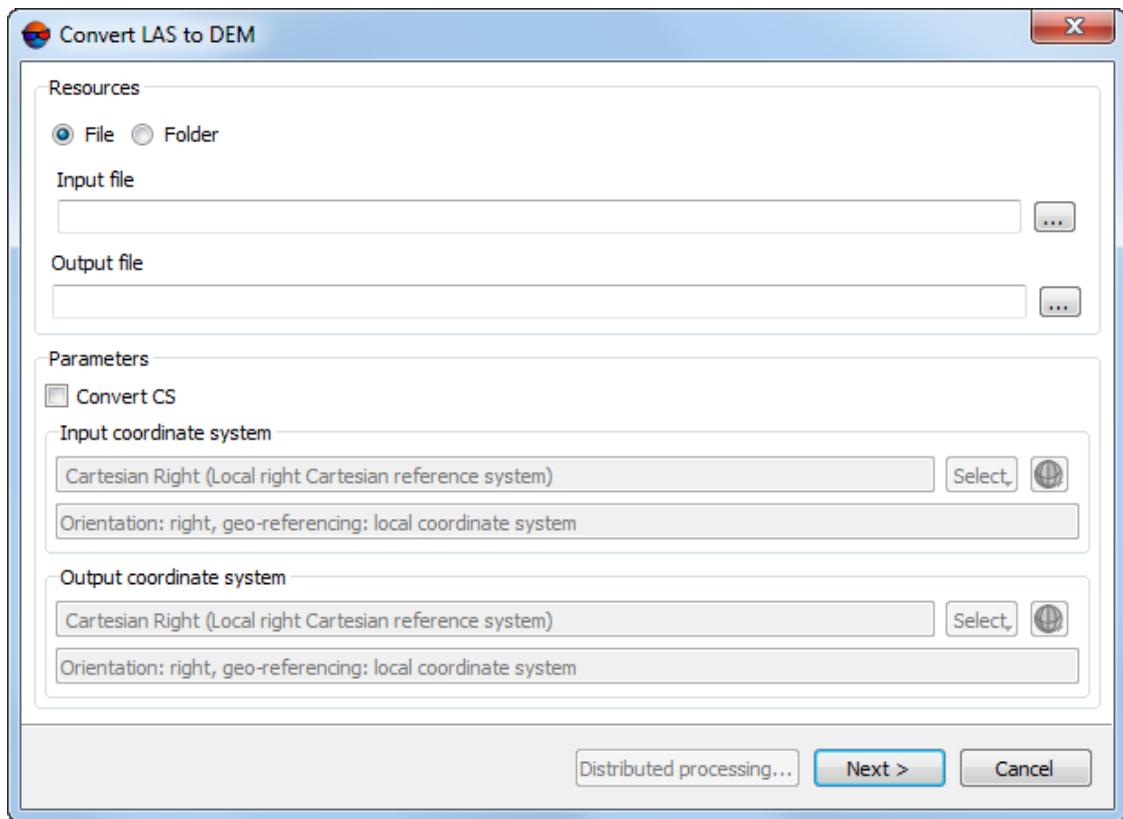 Convert LAS to DEM
Resources
File Folder
Input file
...
Output file
...
Parameters
Convert CS
Input coordinate system
Cartesian Right (Local right Cartesian reference system) Select
Orientation: right, geo-referencing: local coordinate system
Output coordinate system
Cartesian Right (Local right Cartesian reference system) Select
Orientation: right, geo-referencing: local coordinate system
Distributed processing... Next > Cancel